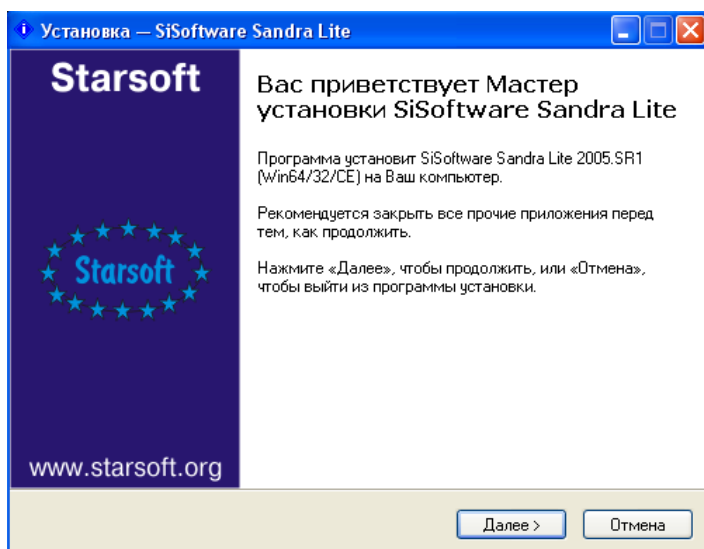 Установка — SiSoftware Sandra Lite
Starsoft
Вас приветствует Мастер
установки SiSoftware Sandra Lite
Программа установит SiSoftware Sandra Lite 2005.SR1
(Win64/32/CE) на Ваш компьютер.
Рекомендуется закрыть все прочие приложения перед
тем, как продолжить.
Нажмите «Далее», чтобы продолжить, или «Отмена»,
чтобы выйти из программы установки.
Starsoft
www.starsoft.org
Далее >
Отмена